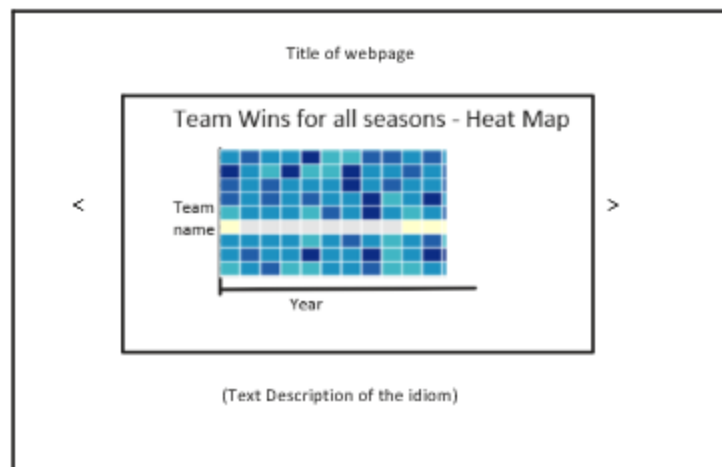 Title of webpage
Team Wins for all seasons - Heat Map
<
>
Team
name
Year
(Text Description of the idiom)